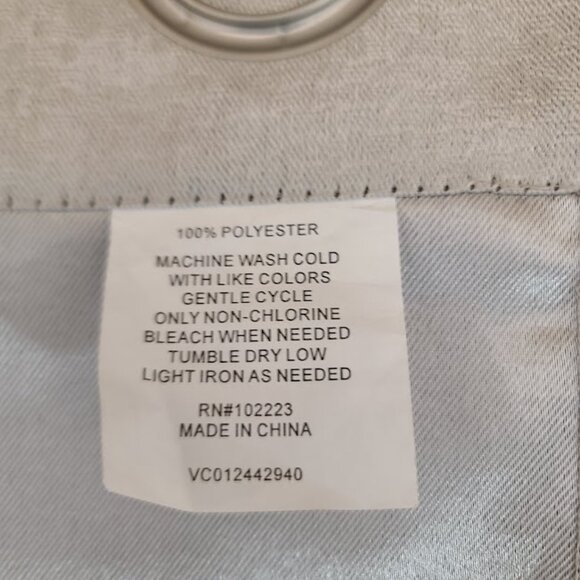 100% POLYESTER
MACHINE WASH COLD
WITH LIKE COLORS
GENTLE CYCLE
ONLY NON-CHLORINE
BLEACH WHEN NEEDED
TUMBLE DRY LOW
LIGHT IRON AS NEEDED
RN#102223
MADE IN CHINA
VC012442940